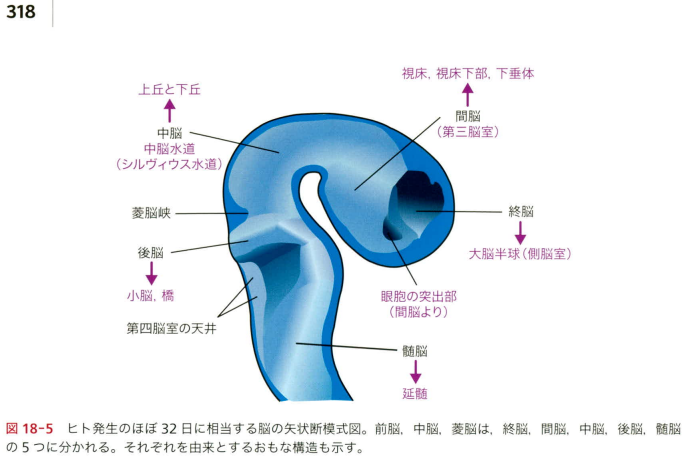 318
視床, 視床下部, 下垂体
上丘と下丘
間脳
(第三脳室)
中脳
中脳水道
(シルヴィウス水道)
菱脳峡
終脳
後脳
大脳半球(側脳室)
小脳, 橋
眼胞の突出部
(間脳より)
第四脳室の天井
髄脳
延髄
図 18-5 ヒト発生のほぼ 32 日に相当する脳の矢状断模式図。前脳, 中脳, 菱脳は, 終脳, 間脳, 中脳, 後脳, 髄脳
の 5 つに分かれる。それぞれを由来とするおもな構造も示す。